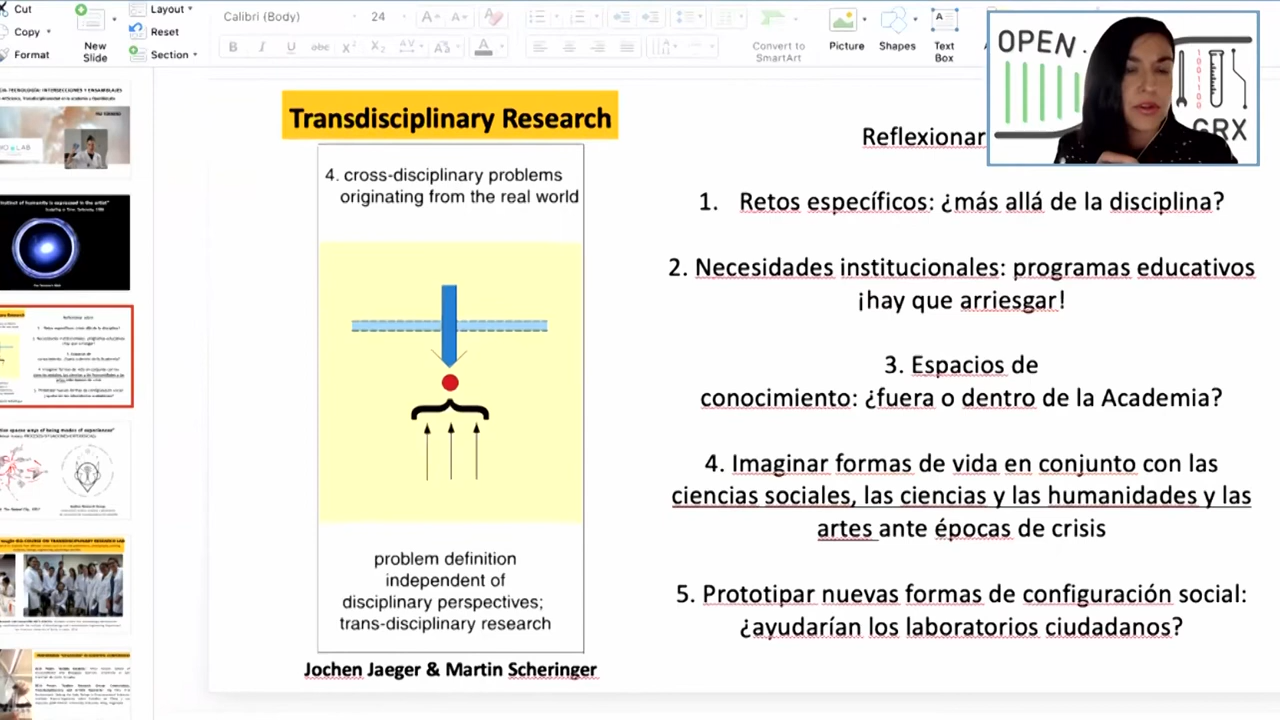 Cut
Copy
Format
New
Slide
Layout
Reset
Section
Calibri (Body)
24
B I U abc X² X₂ AV Aa A
Convert to
SmartArt
Picture
Shapes
Text
Box
OPEN.
GRX
Transdisciplinary Research
4. cross-disciplinary problems
originating from the real world
problem definition
independent of
disciplinary perspectives;
trans-disciplinary research
Jochen Jaeger & Martin Scheringer
Reflexionar
1. Retos específicos: ¿más allá de la disciplina?
2. Necesidades institucionales: programas educativos
¡hay que arriesgar!
3. Espacios de
conocimiento: ¿fuera o dentro de la Academia?
4. Imaginar formas de vida en conjunto con las
ciencias sociales, las ciencias y las humanidades y las
artes ante épocas de crisis
5. Prototipar nuevas formas de configuración social:
¿ayudarían los laboratorios ciudadanos?